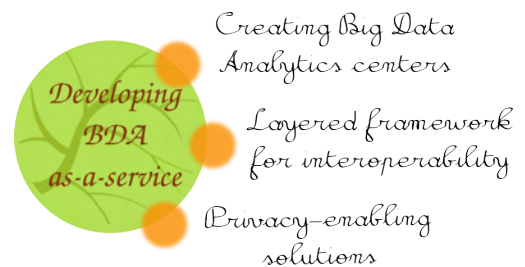 Developing
BDA
as-a-service
Creating Big Data
Analytics centers
Layered framework
for interoperability
Privacy-enabling
solutions